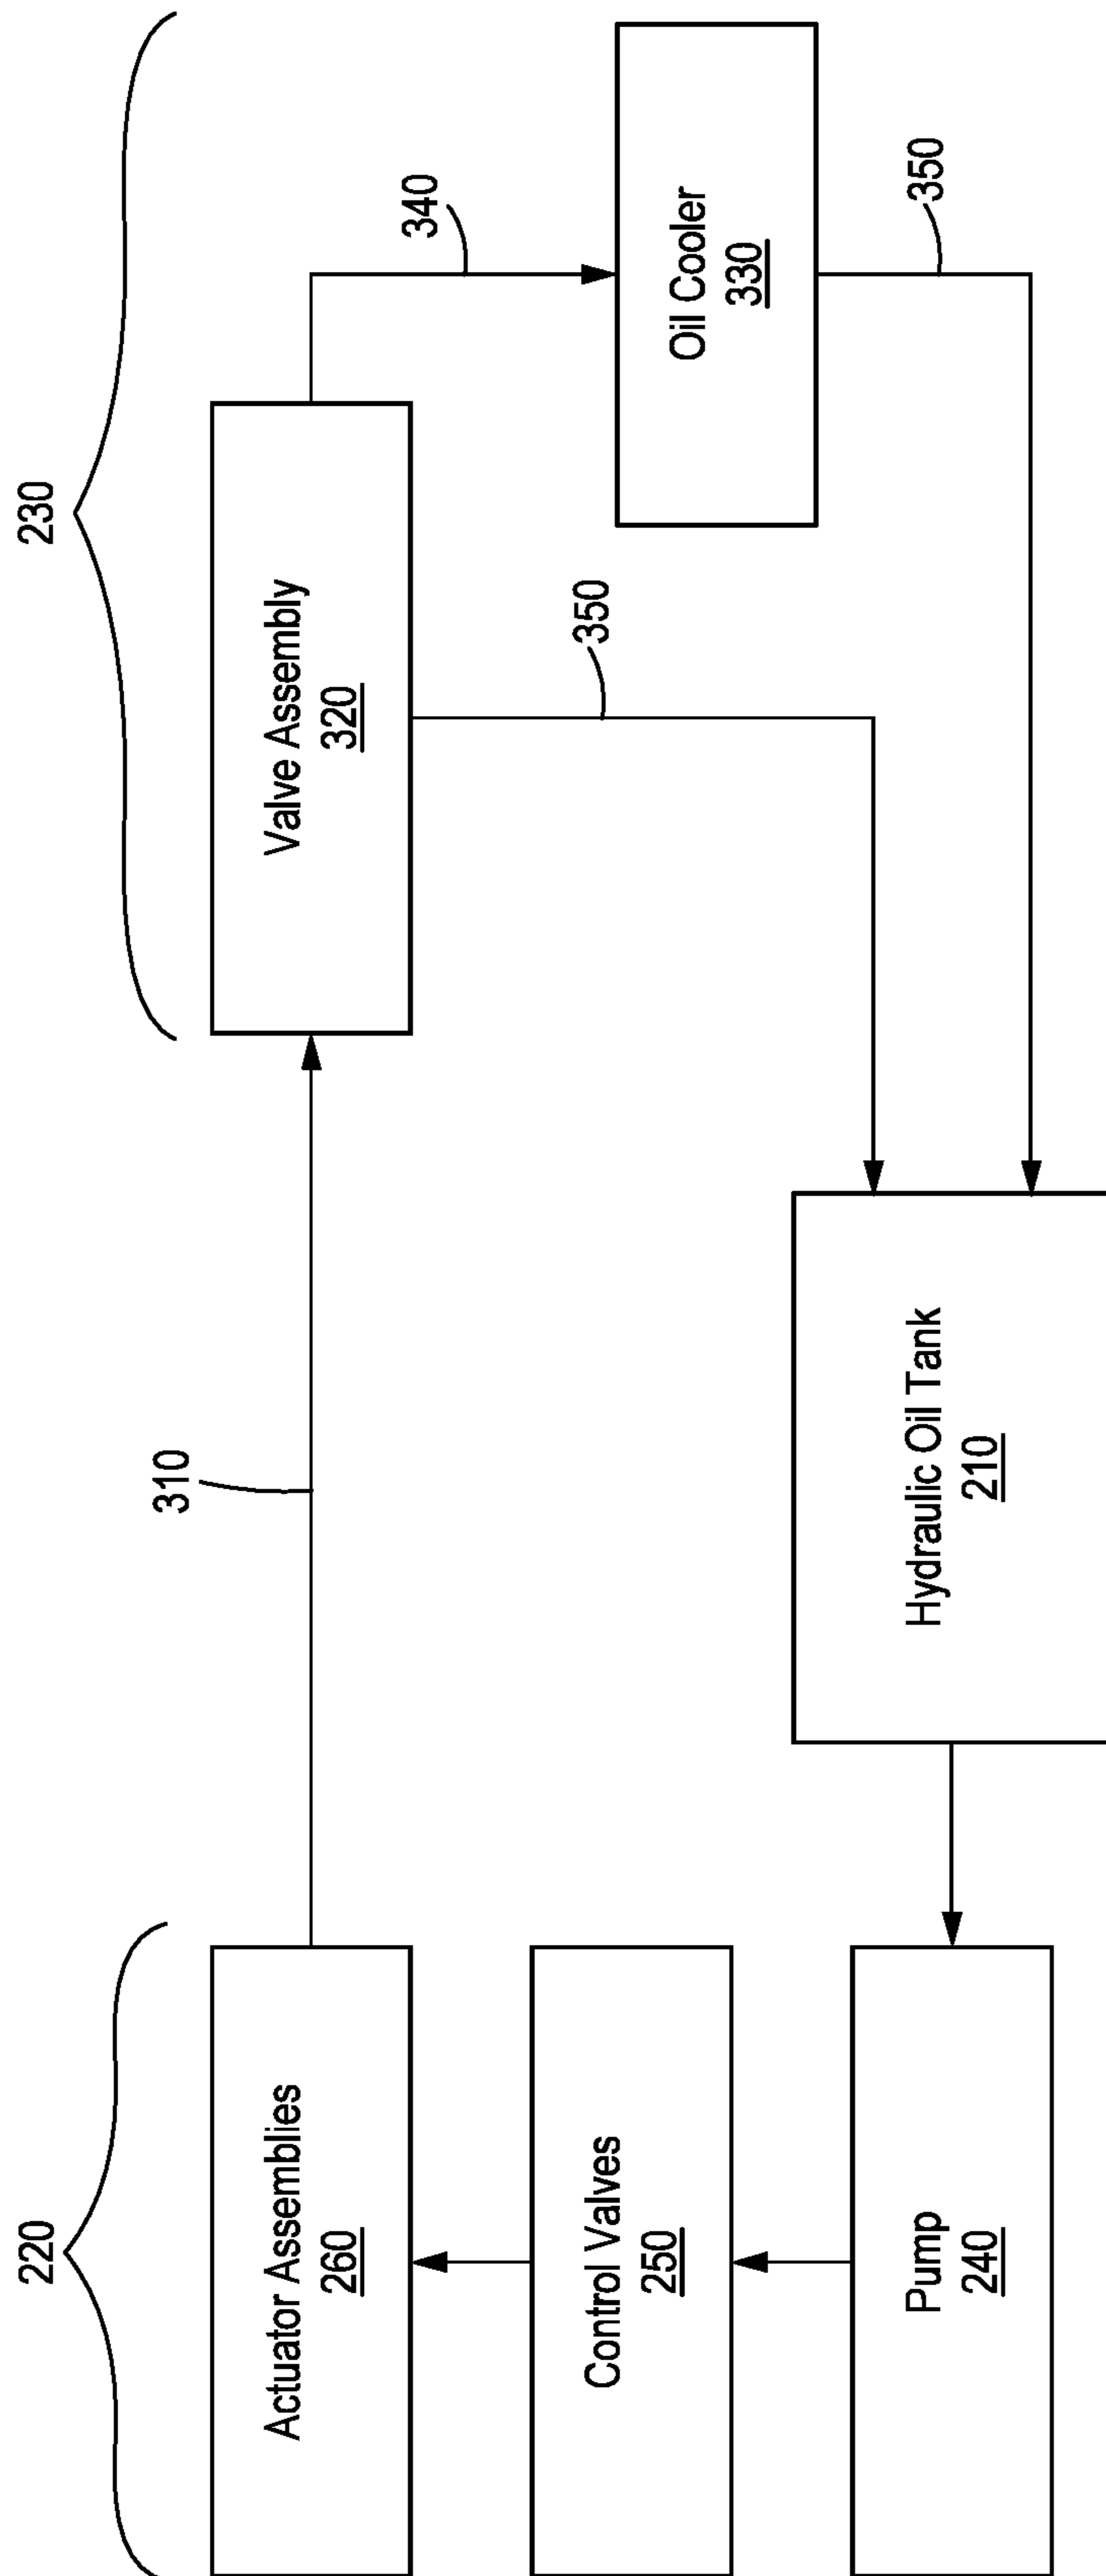 220
230
Actuator Assemblies
260
310
Valve Assembly
320
340
Control Valves
250
350
Oil Cooler
330
Pump
240
Hydraulic Oil Tank
210
350